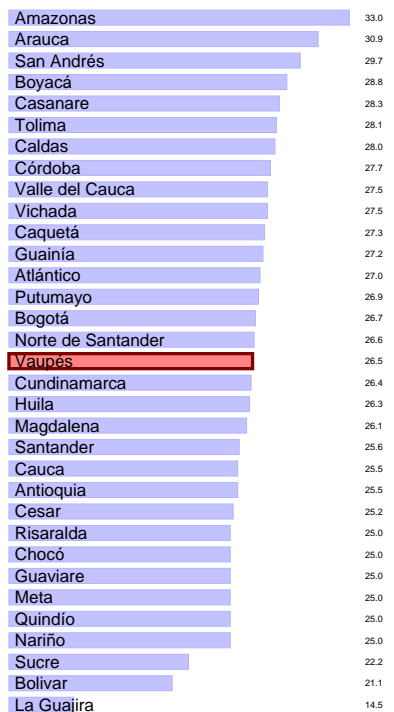 Amazonas 33.0
Arauca 30.9
San Andrés 29.7
Boyacá 28.8
Casanare 28.3
Tolima 28.1
Caldas 28.0
Córdoba 27.7
Valle del Cauca 27.5
Vichada 27.5
Caquetá 27.3
Guainía 27.2
Atlántico 27.0
Putumayo 26.9
Bogotá 26.7
Norte de Santander 26.6
Vaupés 26.5
Cundinamarca 26.4
Huila 26.3
Magdalena 26.1
Santander 25.6
Cauca 25.5
Antioquia 25.5
Cesar 25.2
Risaralda 25.0
Chocó 25.0
Guaviare 25.0
Meta 25.0
Quindío 25.0
Nariño 25.0
Sucre 22.2
Bolivar 21.1
La Guajira 14.5